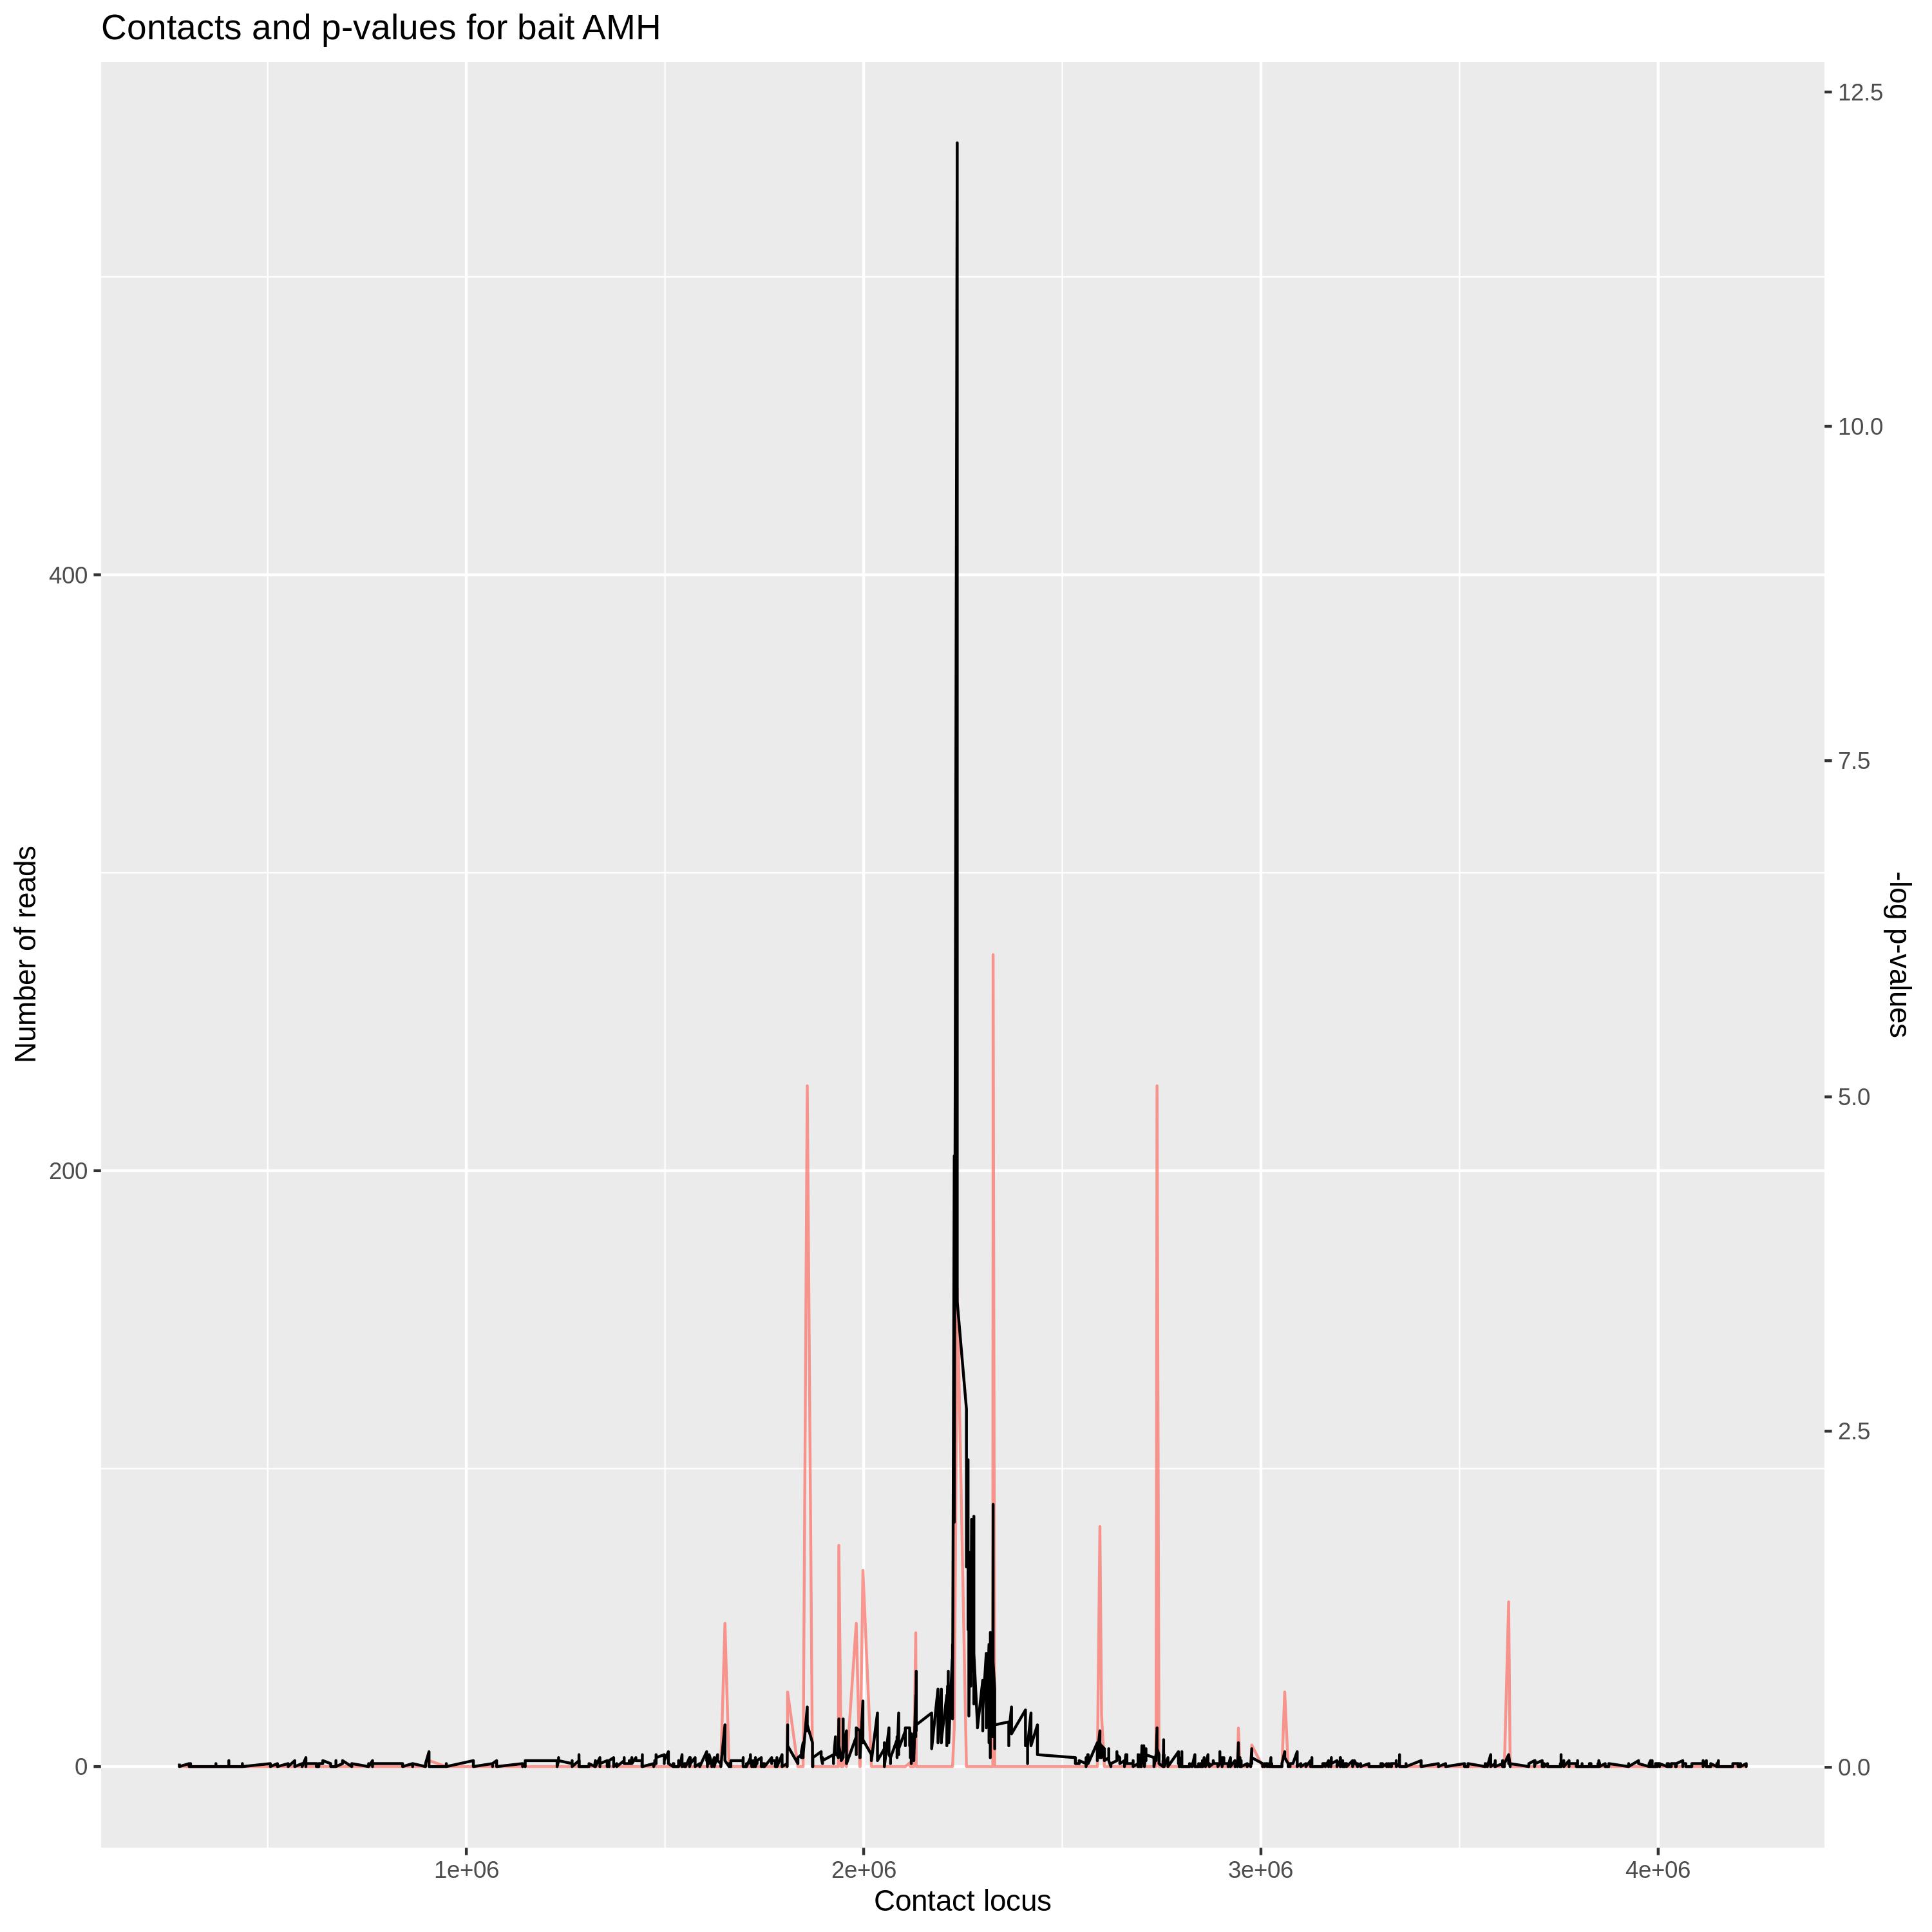 Contacts and p-values for bait AMH
Number of reads
400
200
0
12.5
10.0
7.5
5.0
2.5
0.0
-log p-values
1e+06 2e+06 3e+06 4e+06
Contact locus